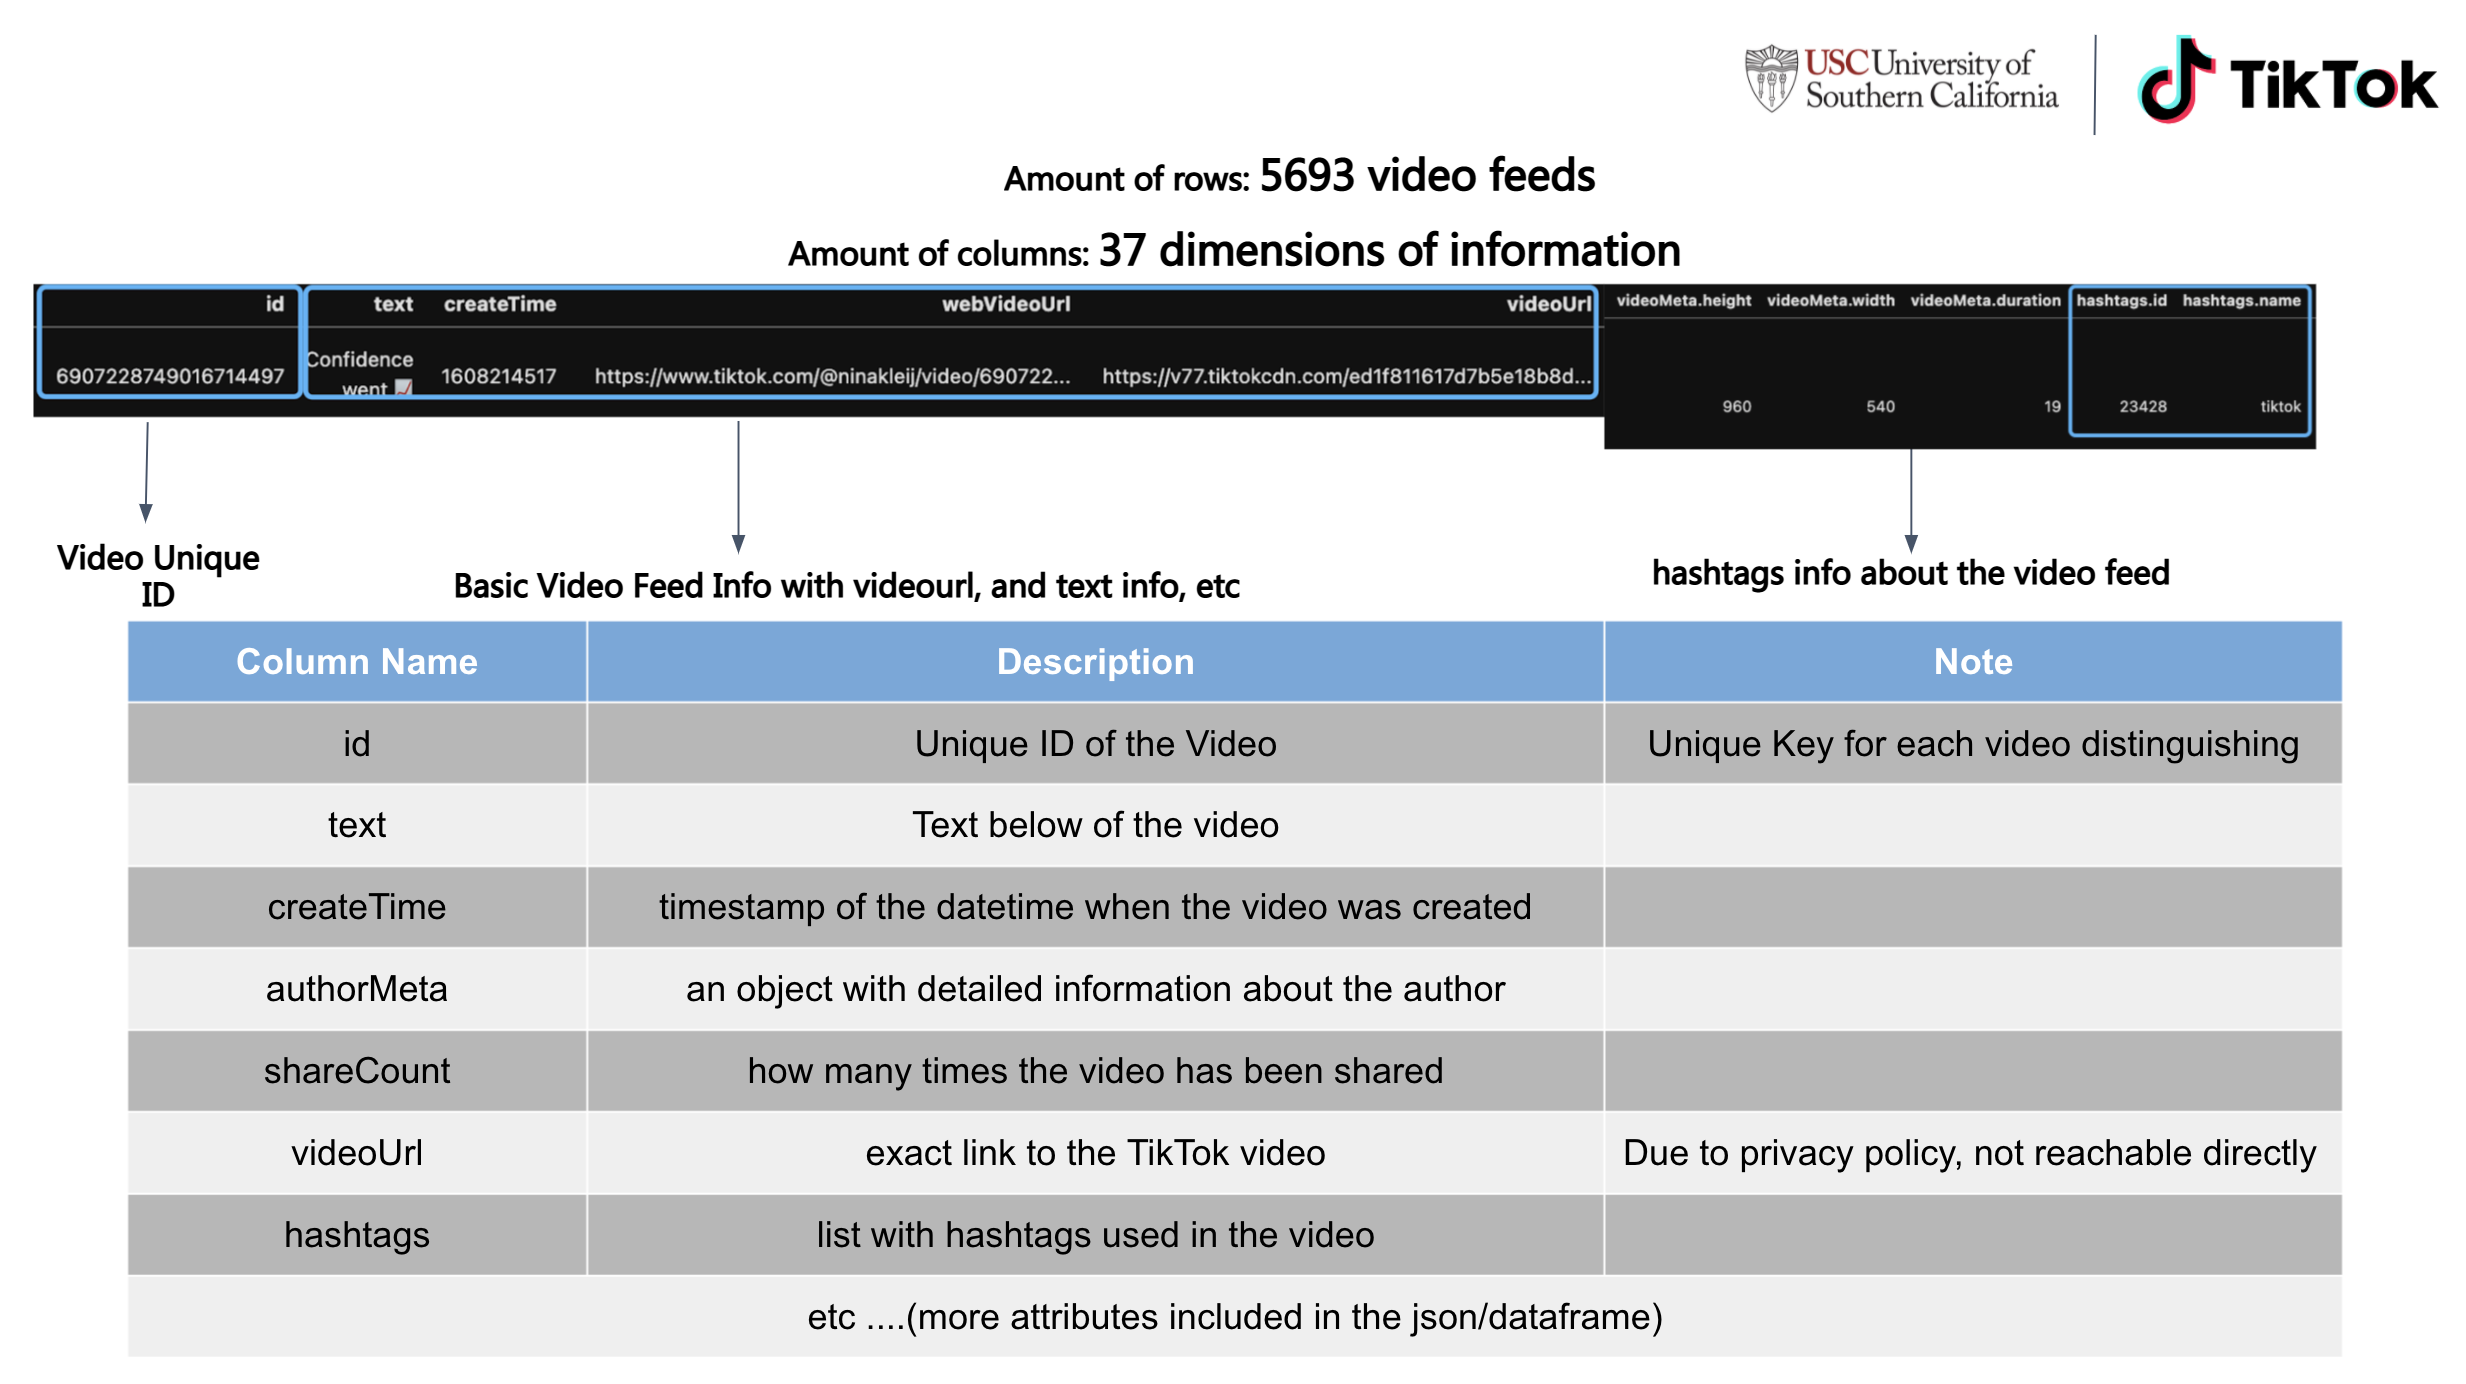 USC University of
Southern California
TikTok
Amount of rows: 5693 video feeds
Amount of columns: 37 dimensions of information
id text createTime webVideoUrl videoUrl videoMeta.height videoMeta.width videoMeta.duration hashtags.id hashtags.name
Confidence
6907228749016714497 1608214517 https://www.tiktok.com/@ninakleij/video/690722... https://v77.tiktokcdn.com/ed1f811617d7b5e18b8d...
went 📈
960 540 19 23428 tiktok
Video Unique
ID
Basic Video Feed Info with videourl, and text info, etc
hashtags info about the video feed
Column Name Description Note
id Unique ID of the Video Unique Key for each video distinguishing
text Text below of the video
createTime timestamp of the datetime when the video was created
authorMeta an object with detailed information about the author
shareCount how many times the video has been shared
videoUrl exact link to the TikTok video Due to privacy policy, not reachable directly
hashtags list with hashtags used in the video
etc ....(more attributes included in the json/dataframe)